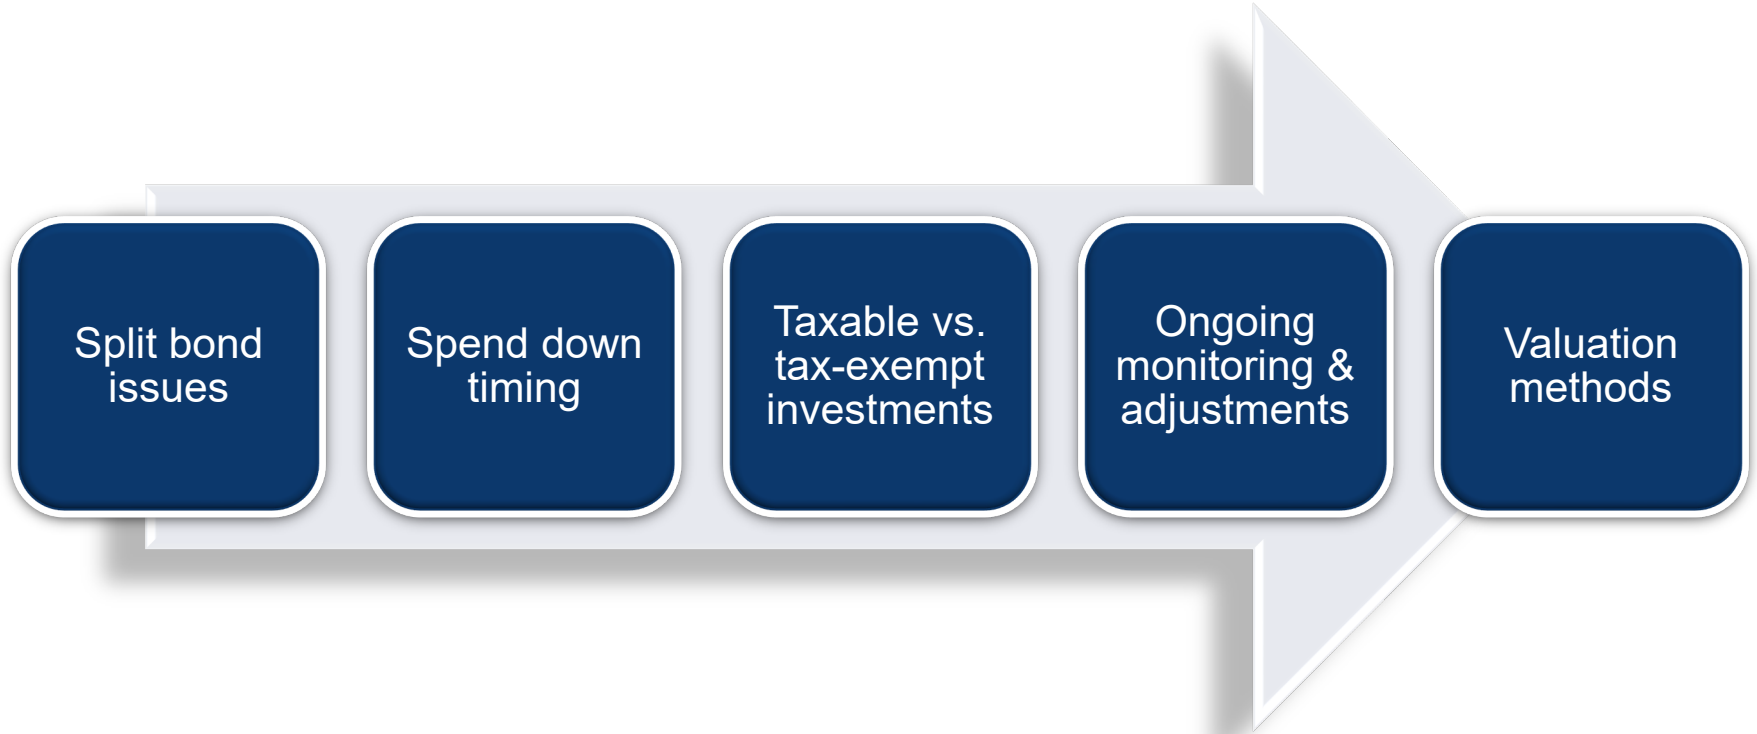 Split bond
issues
Spend down
timing
Taxable vs.
tax-exempt
investments
Ongoing
monitoring &
adjustments
Valuation
methods